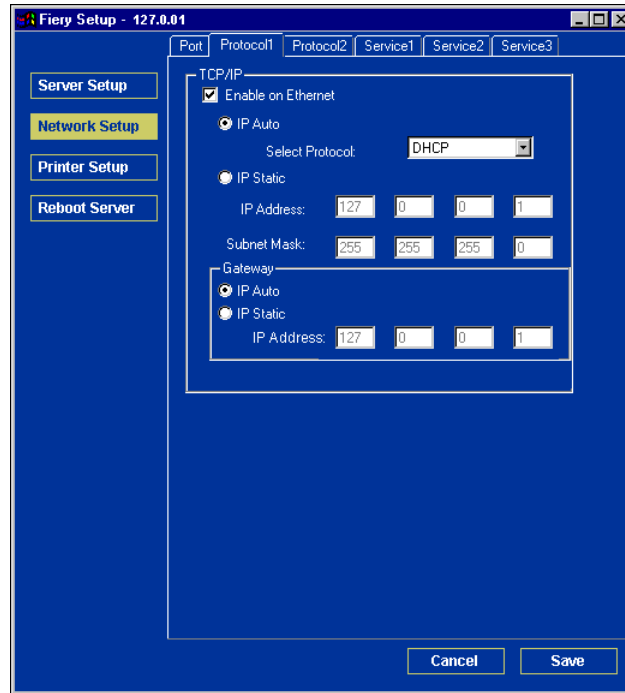 Fiery Setup - 127.0.01
Port Protocol1 Protocol2 Service1 Service2 Service3
Server Setup
Network Setup
Printer Setup
Reboot Server
TCP/IP
Enable on Ethernet
IP Auto
Select Protocol: DHCP
IP Static
IP Address: 127 0 0 1
Subnet Mask: 255 255 255 0
Gateway
IP Auto
IP Static
IP Address: 127 0 0 1
Cancel Save